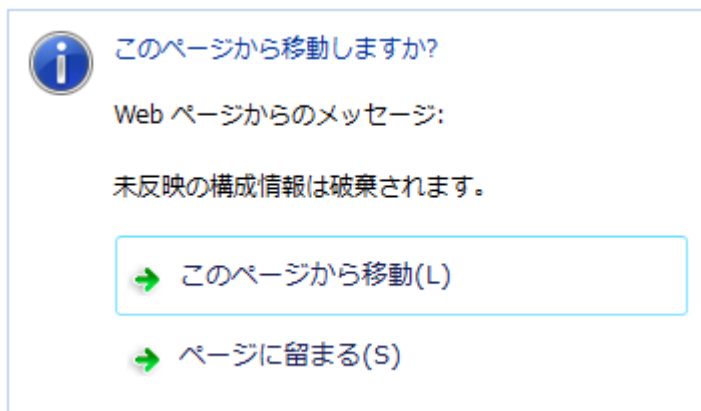 このページから移動しますか?
Web ページからのメッセージ:
未反映の構成情報は破棄されます。
このページから移動(L)
ページに留まる(S)